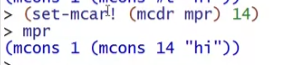 > (set-mcar! (mcdr mpr) 14)
> mpr
(mcons 1 (mcons 14 "hi"))